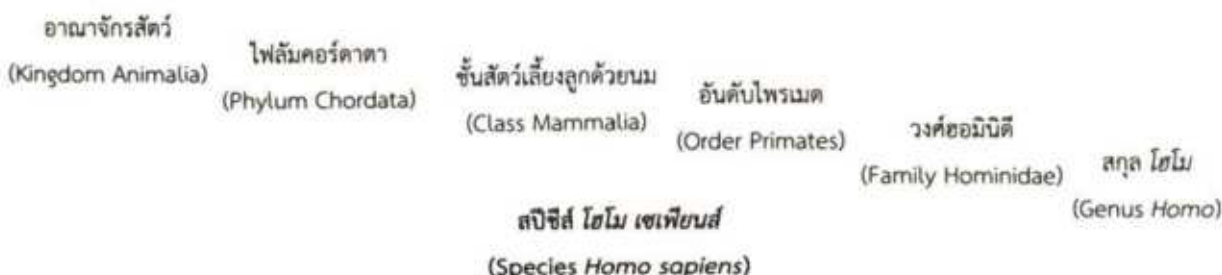 อาณาจักรสัตว์
(Kingdom Animalia)
ไฟลัมคอร์ดาตา
(Phylum Chordata)
ชั้นสัตว์เลี้ยงลูกด้วยนม
(Class Mammalia)
อันดับไพรเมต
(Order Primates)
วงศ์ฮอมินิดี
(Family Hominidae)
สกุล โฮโม
(Genus Homo)
สปีชีส์ โฮโม เซเพียนส์
(Species Homo sapiens)